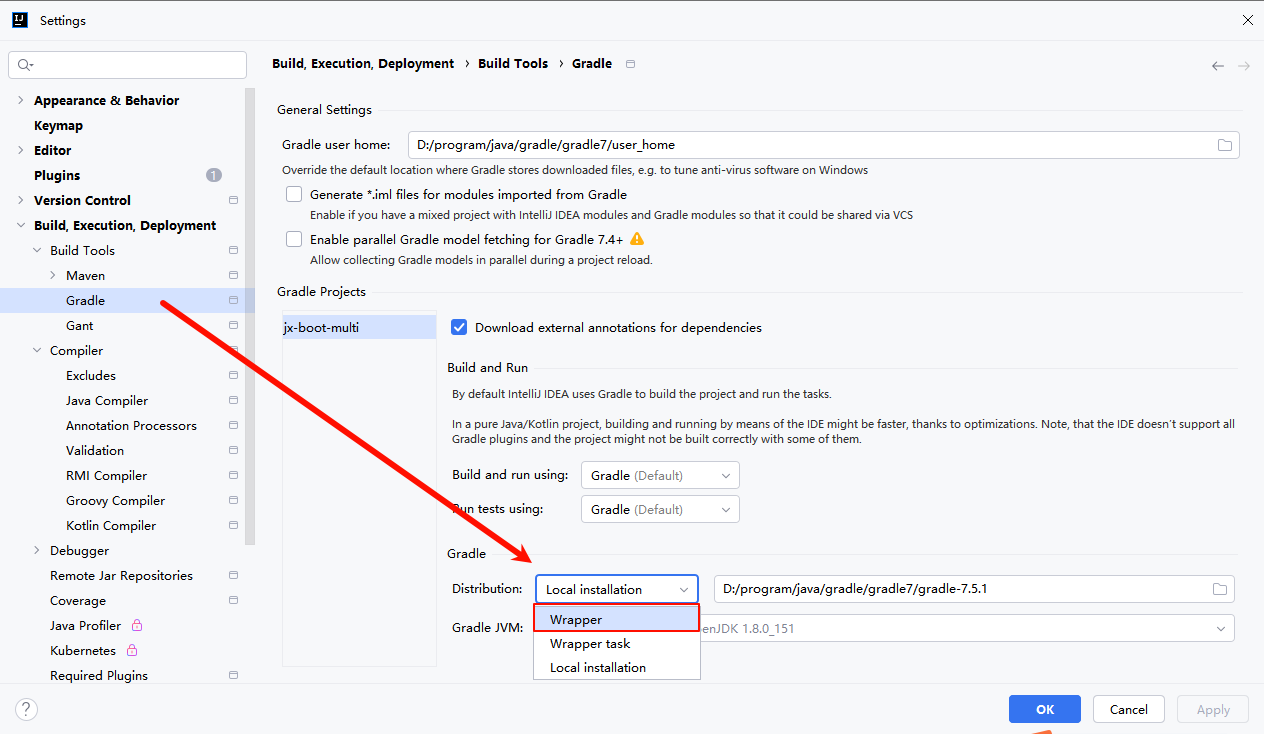 Settings
Build, Execution, Deployment › Build Tools › Gradle
Appearance & Behavior
Keymap
Editor
Plugins 1
Version Control
Build, Execution, Deployment
Build Tools
Maven
Gradle
Gant
Compiler
Excludes
Java Compiler
Annotation Processors
Validation
RMI Compiler
Groovy Compiler
Kotlin Compiler
Debugger
Remote Jar Repositories
Coverage
Java Profiler
Kubernetes
Required Plugins
General Settings
Gradle user home: D:/program/java/gradle/gradle7/user_home
Override the default location where Gradle stores downloaded files, e.g. to tune anti-virus software on Windows
Generate *.iml files for modules imported from Gradle
Enable if you have a mixed project with IntelliJ IDEA modules and Gradle modules so that it could be shared via VCS
Enable parallel Gradle model fetching for Gradle 7.4+
Allow collecting Gradle models in parallel during a project reload.
Gradle Projects
jx-boot-multi
Download external annotations for dependencies
Build and Run
By default IntelliJ IDEA uses Gradle to build the project and run the tasks.
In a pure Java/Kotlin project, building and running by means of the IDE might be faster, thanks to optimizations. Note, that the IDE doesn't support all
Gradle plugins and the project might not be built correctly with some of them.
Build and run using: Gradle (Default)
Run tests using: Gradle (Default)
Gradle
Distribution: Local installation D:/program/java/gradle/gradle7/gradle-7.5.1
Wrapper
Gradle JVM: enJDK 1.8.0_151
Wrapper task
Local installation
?
OK Cancel Apply